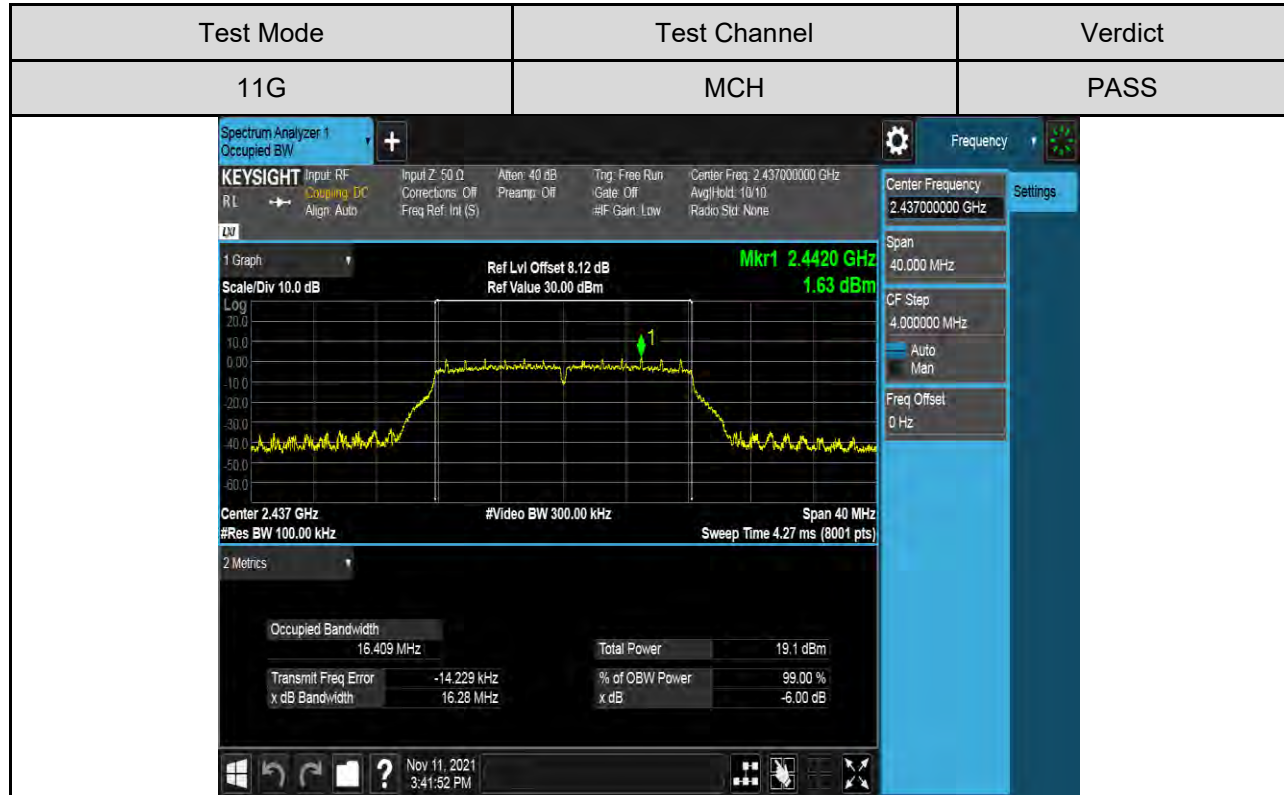 Test Mode Test Channel Verdict
11G MCH PASS
Spectrum Analyzer 1
Occupied BW
+
Frequency
KEYSIGHT Input: RF Input Z: 50 Ω Atten: 40 dB Trig: Free Run Center Freq: 2.437000000 GHz
RL Coupling: DC Corrections: Off Preamp: Off Gate: Off Avg|Hold: 10/10
Align: Auto Freq Ref: Int (S) #IF Gain: Low Radio Std: None
LXI
Center Frequency
2.437000000 GHz
Settings
Span
40.000 MHz
CF Step
4.000000 MHz
Auto
Man
Freq Offset
0 Hz
1 Graph
Ref Lvl Offset 8.12 dB
Mkr1 2.4420 GHz
Scale/Div 10.0 dB Ref Value 30.00 dBm 1.63 dBm
Log
20.0
10.0
0.00
-10.0
-20.0
-30.0
-40.0
-50.0
-60.0
1
Center 2.437 GHz #Video BW 300.00 kHz Span 40 MHz
#Res BW 100.00 kHz Sweep Time 4.27 ms (8001 pts)
2 Metrics
Occupied Bandwidth
16.409 MHz Total Power 19.1 dBm
Transmit Freq Error -14.229 kHz % of OBW Power 99.00 %
x dB Bandwidth 16.28 MHz x dB -6.00 dB
?
Nov 11, 2021
3:41:52 PM